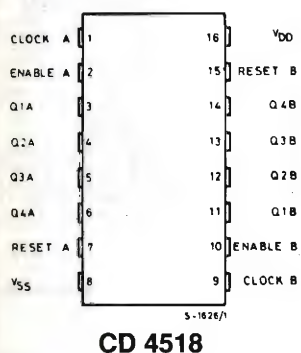 CLOCK A 1 16 VDD
ENABLE A 2 15 RESET B
Q1A 3 14 Q4B
Q2A 4 13 Q3B
Q3A 5 12 Q2B
Q4A 6 11 Q1B
RESET A 7 10 ENABLE B
VSS 8 9 CLOCK B
S-1626/1
CD 4518